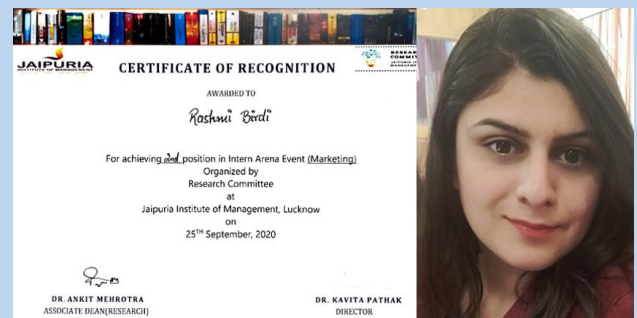 JAIPURIA
INSTITUTE OF MANAGEMENT
CERTIFICATE OF RECOGNITION
AWARDED TO
Rashmi Birdi
For achieving 2nd position in Intern Arena Event (Marketing)
Organized by
Research Committee
at
Jaipuria Institute of Management, Lucknow
on
25TH September, 2020
DR. ANKIT MEHROTRA
ASSOCIATE DEAN(RESEARCH)
DR. KAVITA PATHAK
DIRECTOR